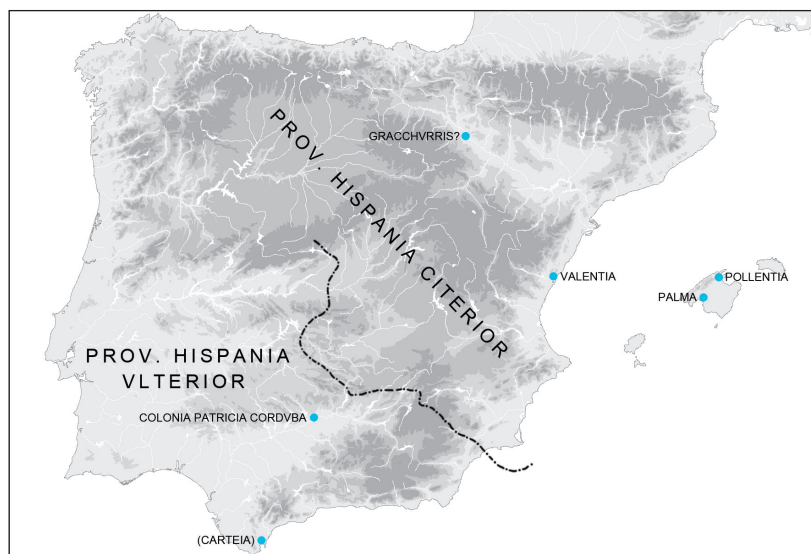 GRACCHVRRIS?
PROV. HISPANIA CITERIOR
VALENTIA
POLLENTIA
PALMA
PROV. HISPANIA
VLTERIOR
COLONIA PATRICIA CORDVBA
(CARTEIA)